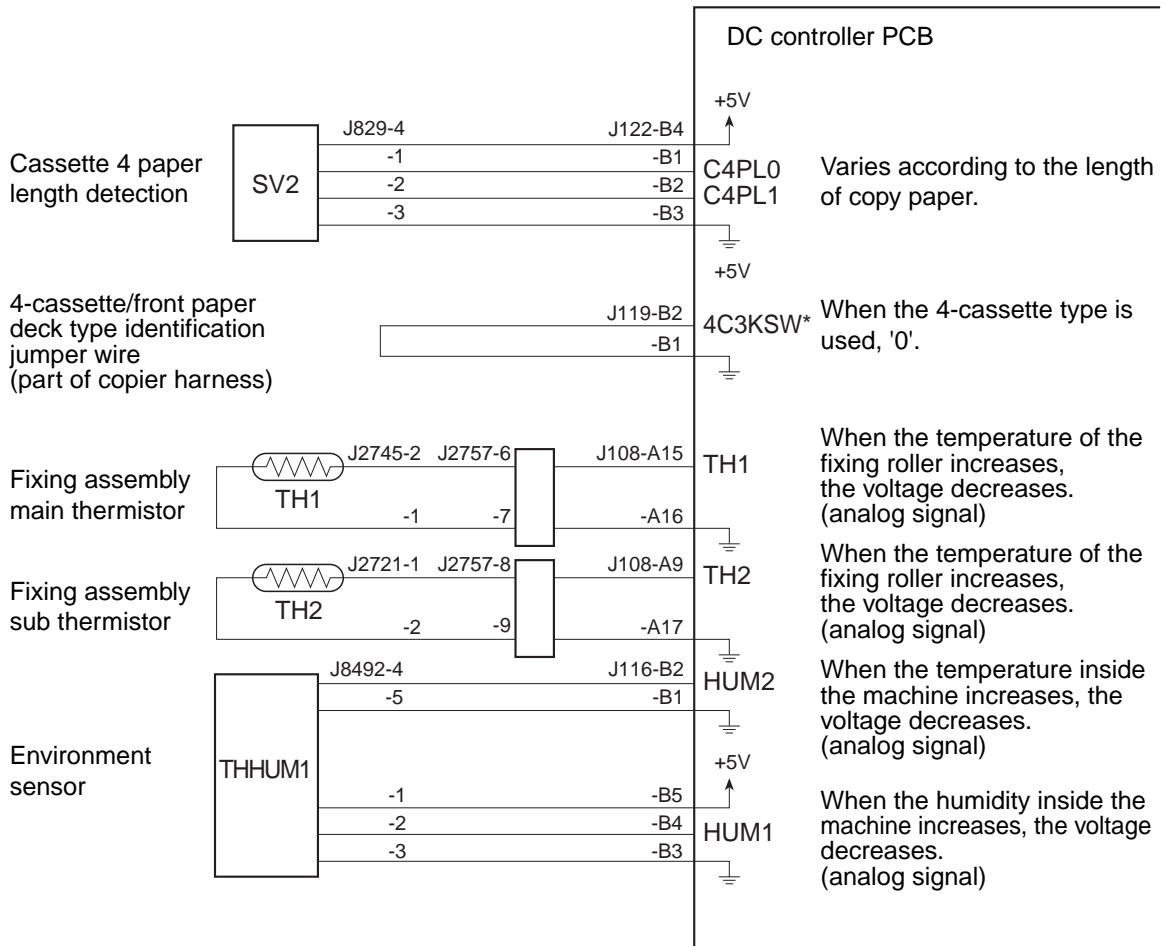 DC controller PCB
+5V
J829-4
J122-B4
Cassette 4 paper
length detection
SV2
-1
-B1
C4PL0
Varies according to the length
-2
-B2
C4PL1
of copy paper.
-3
-B3
+5V
4-cassette/front paper
deck type identification
jumper wire
(part of copier harness)
J119-B2
4C3KSW*
When the 4-cassette type is
used, '0'.
-B1
Fixing assembly
main thermistor
J2745-2
J2757-6
J108-A15
TH1
TH1
-1
-7
-A16
When the temperature of the
fixing roller increases,
the voltage decreases.
(analog signal)
Fixing assembly
sub thermistor
J2721-1
J2757-8
J108-A9
TH2
TH2
-2
-9
-A17
When the temperature of the
fixing roller increases,
the voltage decreases.
(analog signal)
Environment
sensor
THHUM1
J8492-4
J116-B2
HUM2
-5
-B1
When the temperature inside
the machine increases, the
voltage decreases.
(analog signal)
+5V
-1
-B5
-2
-B4
HUM1
-3
-B3
When the humidity inside the
machine increases, the voltage
decreases.
(analog signal)